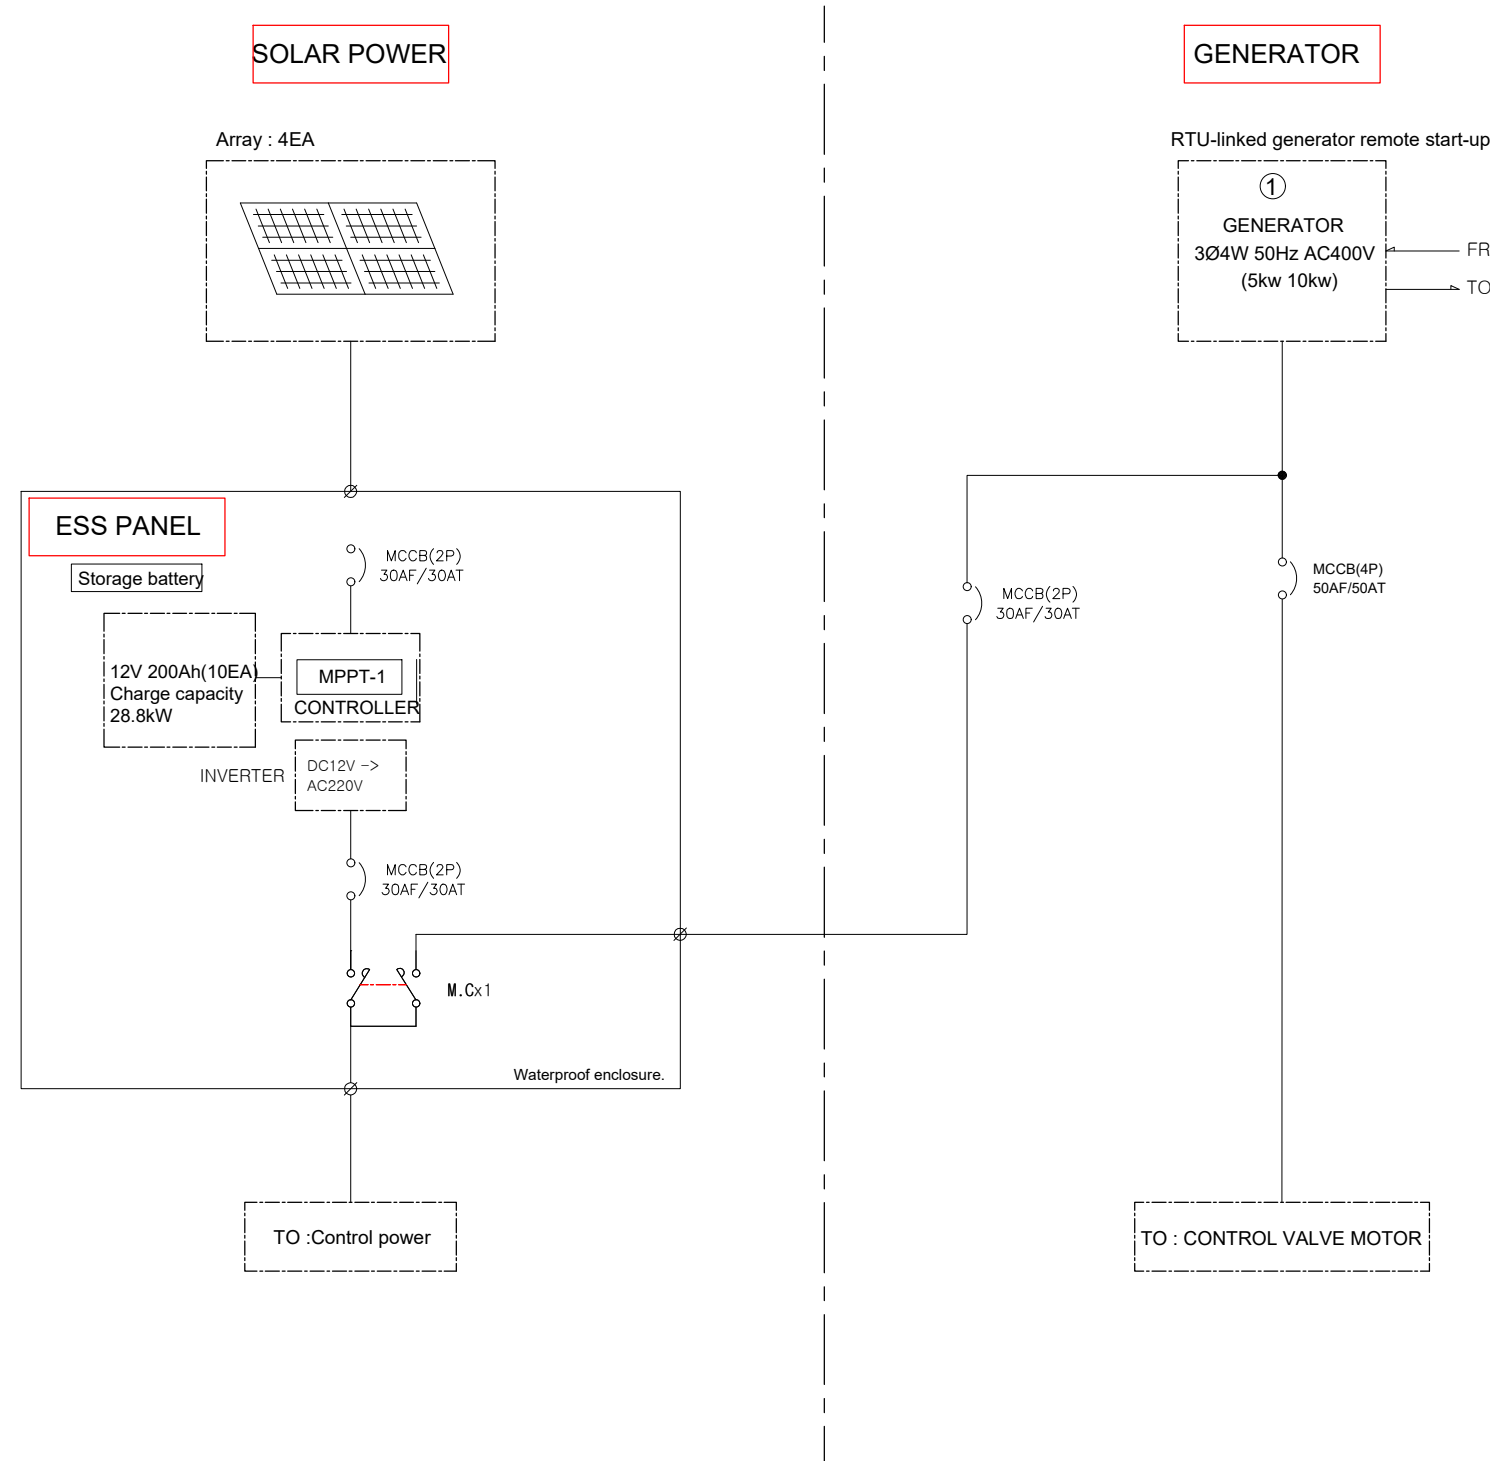 SOLAR POWER
GENERATOR
Array : 4EA
RTU-linked generator remote start-up
1
GENERATOR
3Ø4W 50Hz AC400V
(5kw 10kw)
FR
TO
ESS PANEL
Storage battery
MCCB(2P)
30AF/30AT
MCCB(2P)
30AF/30AT
MCCB(4P)
50AF/50AT
12V 200Ah(10EA)
Charge capacity
28.8kW
MPPT-1
CONTROLLER
INVERTER
DC12V ->
AC220V
MCCB(2P)
30AF/30AT
M.Cx1
Waterproof enclosure.
TO :Control power
TO : CONTROL VALVE MOTOR